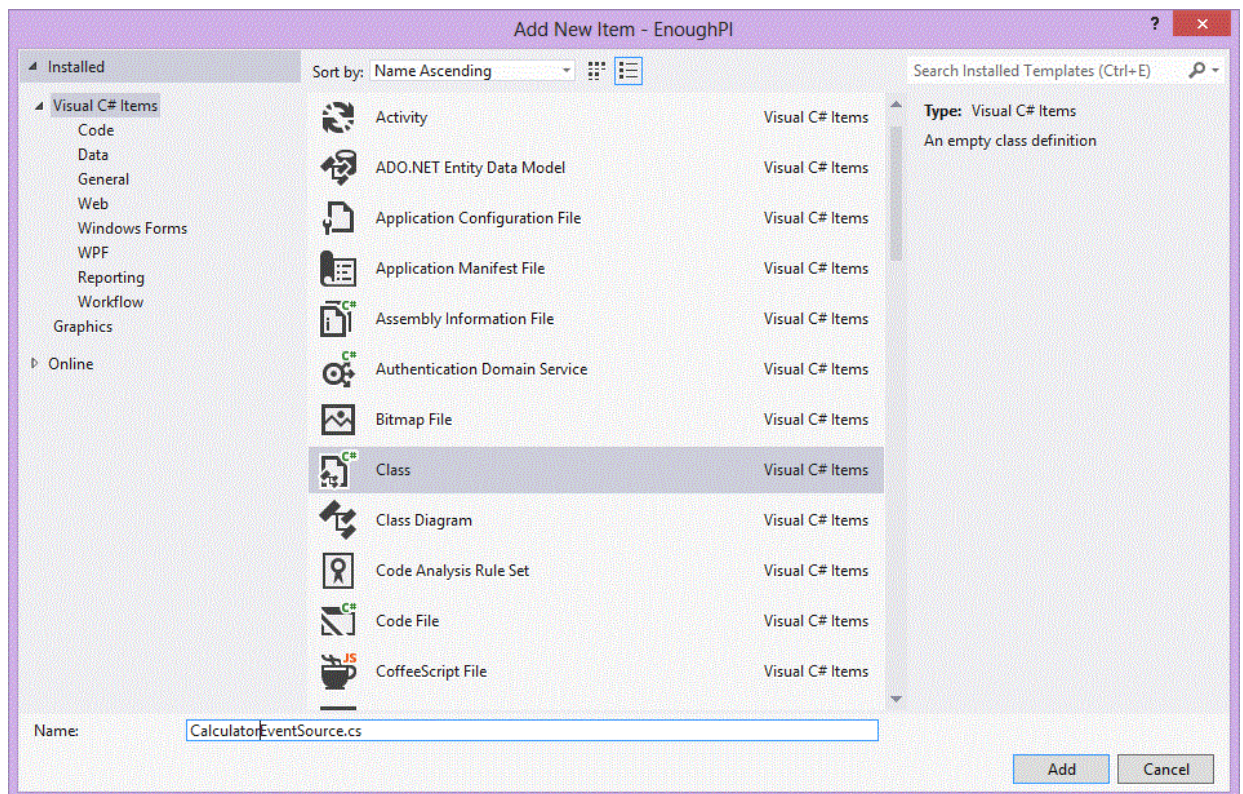 Add New Item - EnoughPI
?
×
Installed
Sort by: Name Ascending
Search Installed Templates (Ctrl+E)
Visual C# Items
Code
Data
General
Web
Windows Forms
WPF
Reporting
Workflow
Graphics
Online
Activity Visual C# Items
ADO.NET Entity Data Model Visual C# Items
Application Configuration File Visual C# Items
Application Manifest File Visual C# Items
C#
Assembly Information File Visual C# Items
C#
Authentication Domain Service Visual C# Items
Bitmap File Visual C# Items
C#
Class Visual C# Items
Class Diagram Visual C# Items
Code Analysis Rule Set Visual C# Items
C#
Code File Visual C# Items
JS
CoffeeScript File Visual C# Items
Type: Visual C# Items
An empty class definition
Name: CalculatorEventSource.cs
Add Cancel